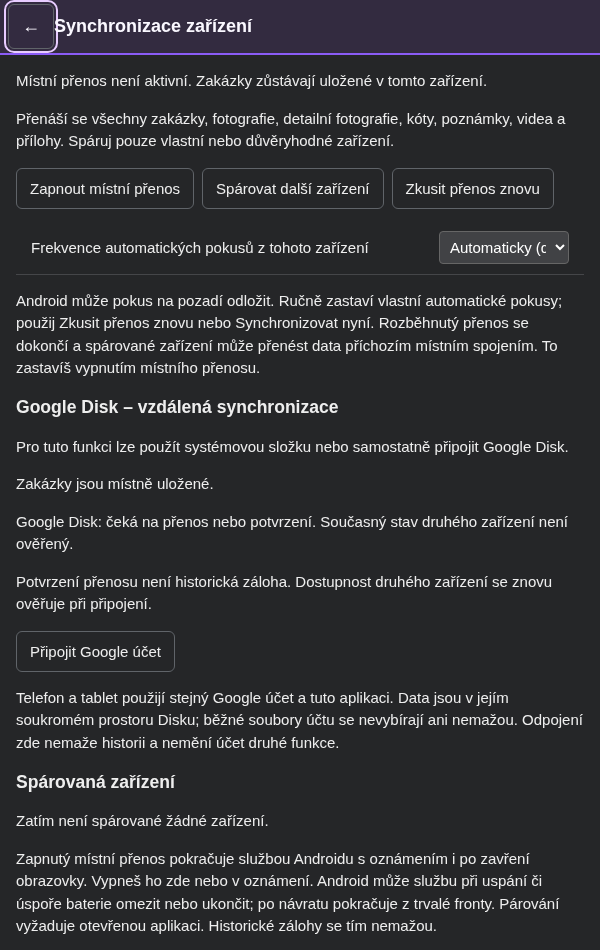 ← Synchronizace zařízení
Místní přenos není aktivní. Zakázky zůstávají uložené v tomto zařízení.
Přenáší se všechny zakázky, fotografie, detailní fotografie, kóty, poznámky, videa a
přílohy. Spáruj pouze vlastní nebo důvěryhodné zařízení.
Zapnout místní přenos Spárovat další zařízení Zkusit přenos znovu
Frekvence automatických pokusů z tohoto zařízení Automaticky (c
Android může pokus na pozadí odložit. Ručně zastaví vlastní automatické pokusy;
použij Zkusit přenos znovu nebo Synchronizovat nyní. Rozběhnutý přenos se
dokončí a spárované zařízení může přenést data příchozím místním spojením. To
zastavíš vypnutím místního přenosu.
Google Disk – vzdálená synchronizace
Pro tuto funkci lze použít systémovou složku nebo samostatně připojit Google Disk.
Zakázky jsou místně uložené.
Google Disk: čeká na přenos nebo potvrzení. Současný stav druhého zařízení není
ověřený.
Potvrzení přenosu není historická záloha. Dostupnost druhého zařízení se znovu
ověřuje při připojení.
Připojit Google účet
Telefon a tablet použijí stejný Google účet a tuto aplikaci. Data jsou v jejím
soukromém prostoru Disku; běžné soubory účtu se nevybírají ani nemažou. Odpojení
zde nemaže historii a nemění účet druhé funkce.
Spárovaná zařízení
Zatím není spárované žádné zařízení.
Zapnutý místní přenos pokračuje službou Androidu s oznámením i po zavření
obrazovky. Vypneš ho zde nebo v oznámení. Android může službu při uspání či
úspoře baterie omezit nebo ukončit; po návratu pokračuje z trvalé fronty. Párování
vyžaduje otevřenou aplikaci. Historické zálohy se tím nemažou.